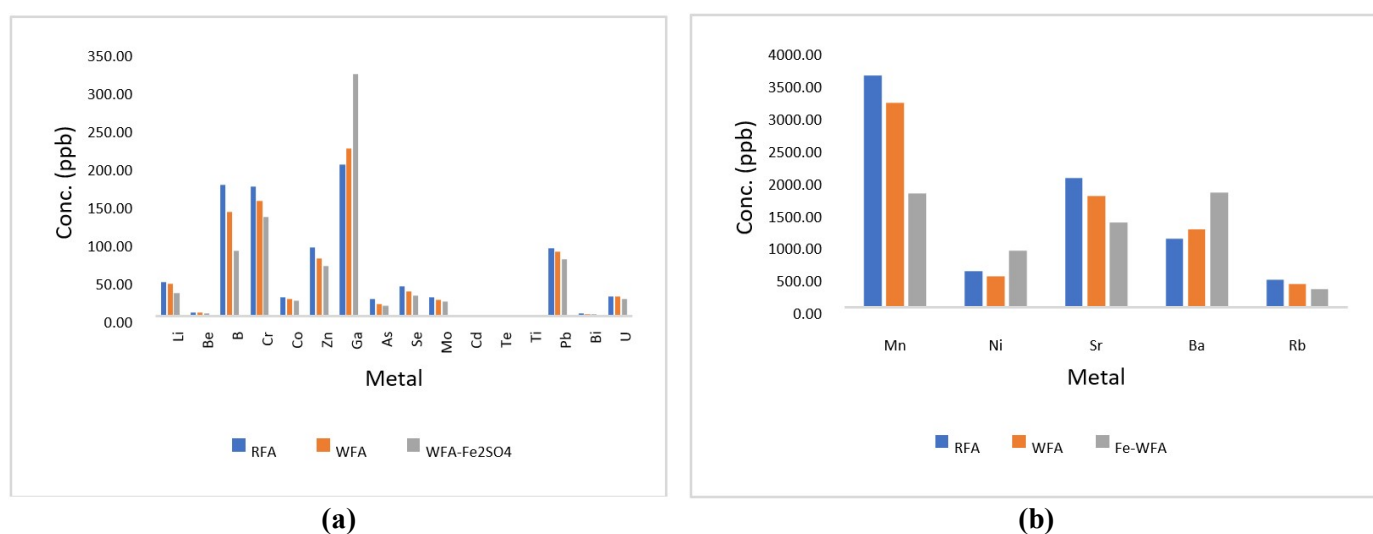 350.00
300.00
250.00
200.00
150.00
100.00
50.00
0.00
Conc. (ppb)
Li Be B Cr Co Zn Ga As Se Mo Cd Te Ti Pb Bi U
Metal
RFA WFA WFA-Fe2SO4
(a)
4000.00
3500.00
3000.00
2500.00
2000.00
1500.00
1000.00
500.00
0.00
Conc. (ppb)
Mn Ni Sr Ba Rb
Metal
RFA WFA Fe-WFA
(b)